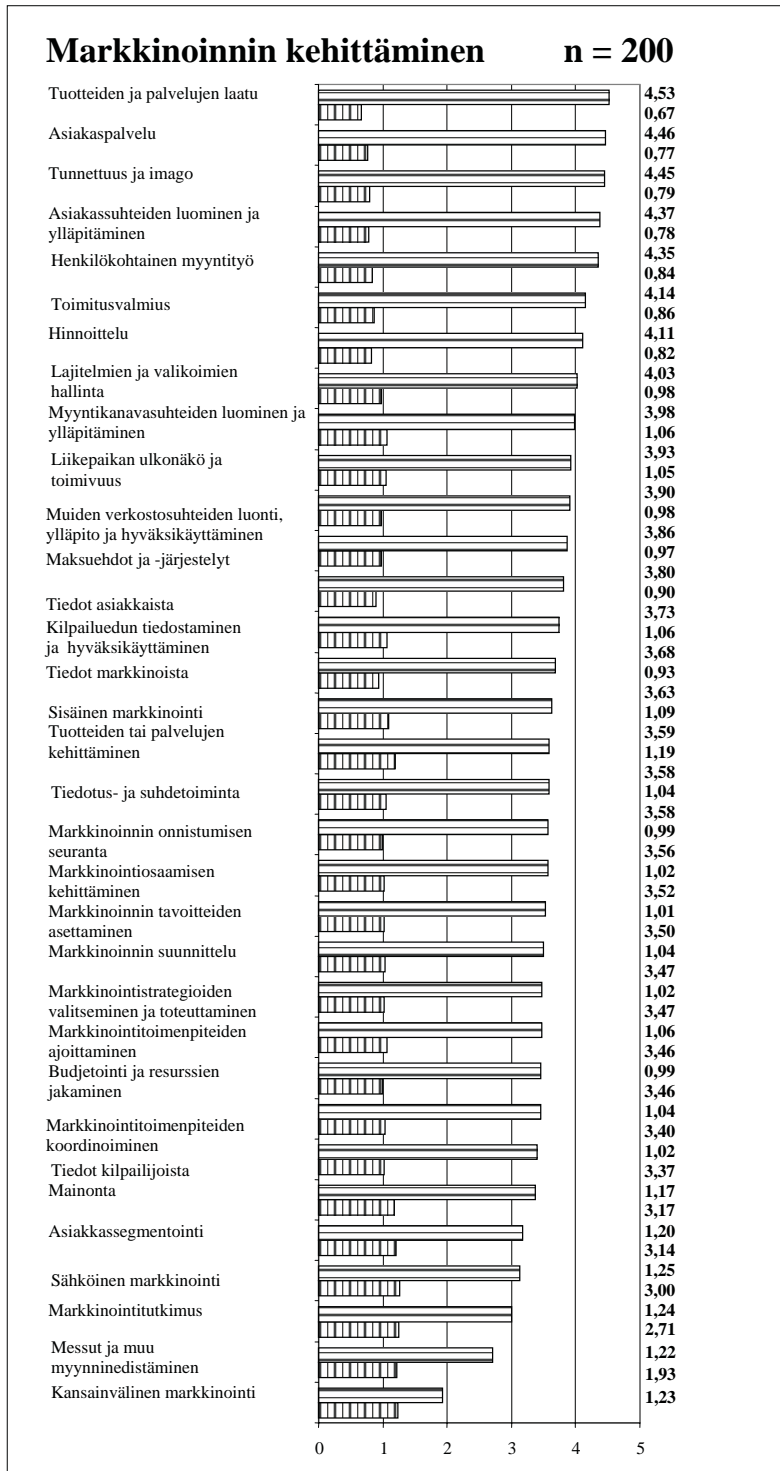 Markkinoinnin kehittäminen n = 200
Tuotteiden ja palvelujen laatu
4,53
0,67
Asiakaspalvelu
4,46
0,77
Tunnettuus ja imago
4,45
0,79
Asiakassuhteiden luominen ja
ylläpitäminen
4,37
0,78
Henkilökohtainen myyntityö
4,35
0,84
Toimitusvalmius
4,14
0,86
Hinnoittelu
4,11
0,82
Lajitelmien ja valikoimien
hallinta
4,03
0,98
Myyntikanavasuhteiden luominen ja
ylläpitäminen
3,98
1,06
Liikepaikan ulkonäkö ja
toimivuus
3,93
1,05
Muiden verkostosuhteiden luonti,
ylläpito ja hyväksikäyttäminen
3,90
0,98
Maksuehdot ja -järjestelyt
3,86
0,97
Tiedot asiakkaista
3,80
0,90
Kilpailuedun tiedostaminen
ja hyväksikäyttäminen
3,73
1,06
Tiedot markkinoista
3,68
0,93
Sisäinen markkinointi
3,63
1,09
Tuotteiden tai palvelujen
kehittäminen
3,59
1,19
Tiedotus- ja suhdetoiminta
3,58
1,04
Markkinoinnin onnistumisen
seuranta
3,58
0,99
Markkinointiosaamisen
kehittäminen
3,56
1,02
Markkinoinnin tavoitteiden
asettaminen
3,52
1,01
Markkinoinnin suunnittelu
3,50
1,04
Markkinointistrategioiden
valitseminen ja toteuttaminen
3,47
1,02
Markkinointitoimenpiteiden
ajoittaminen
3,47
1,06
Budjetointi ja resurssien
jakaminen
3,46
0,99
Markkinointitoimenpiteiden
koordinoiminen
3,46
1,04
Tiedot kilpailijoista
3,40
1,02
Mainonta
3,37
1,17
Asiakkassegmentointi
3,17
1,20
Sähköinen markkinointi
3,14
1,25
Markkinointitutkimus
3,00
1,24
Messut ja muu
myynninedistäminen
2,71
1,22
Kansainvälinen markkinointi
1,93
1,23
0 1 2 3 4 5